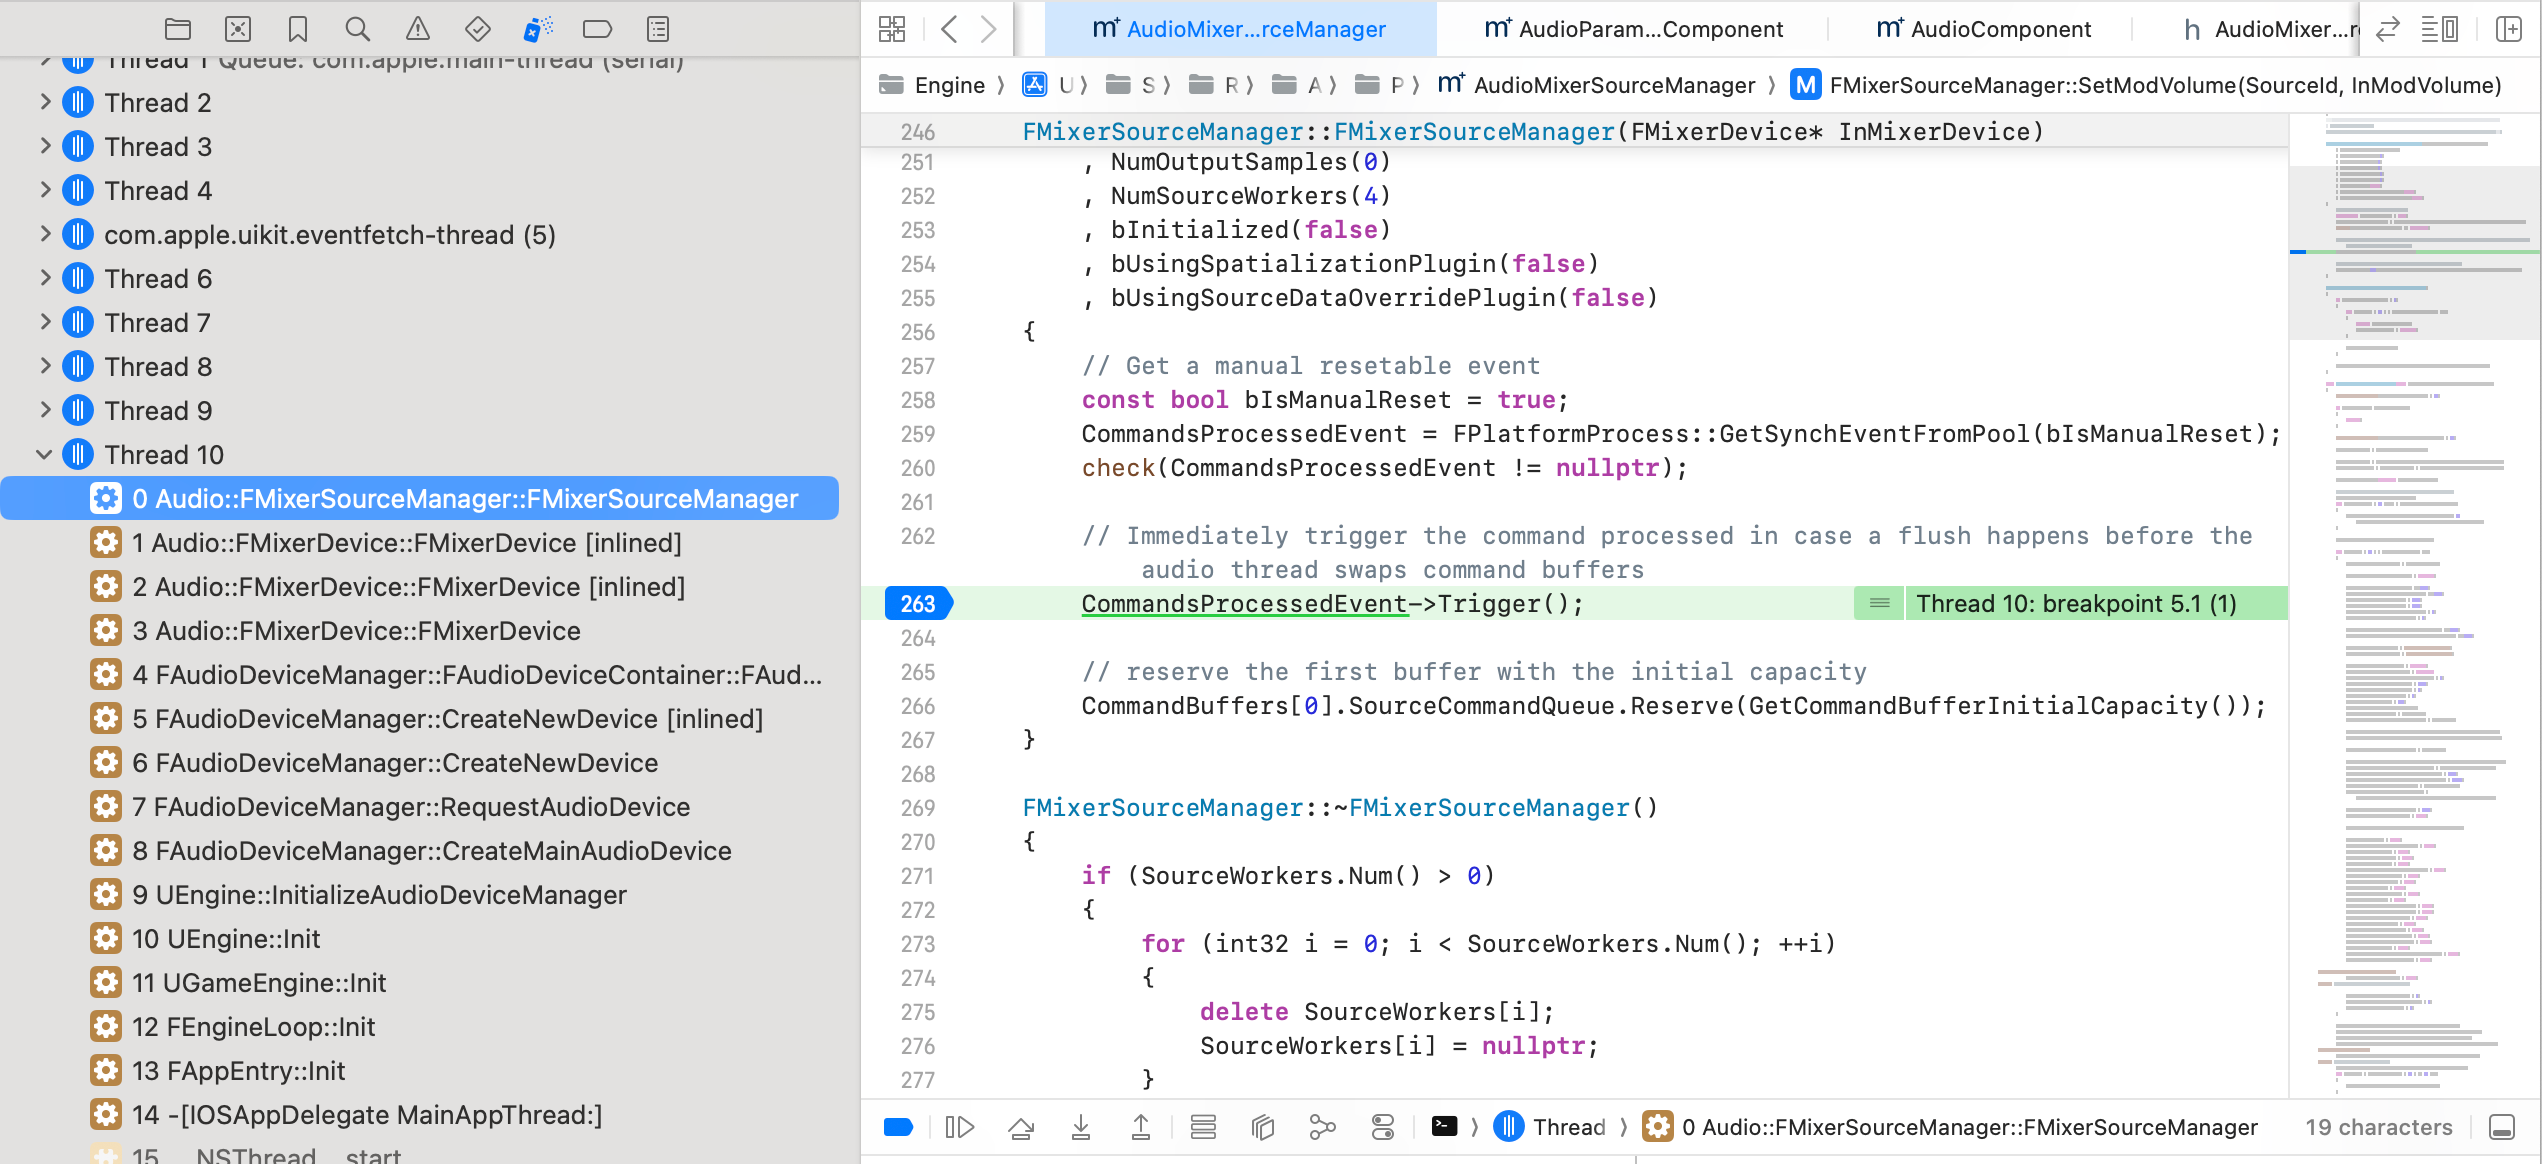 Thread 1 Queue: com.apple.main-thread (serial)
Thread 2
Thread 3
Thread 4
com.apple.uikit.eventfetch-thread (5)
Thread 6
Thread 7
Thread 8
Thread 9
Thread 10
0 Audio::FMixerSourceManager::FMixerSourceManager
1 Audio::FMixerDevice::FMixerDevice [inlined]
2 Audio::FMixerDevice::FMixerDevice [inlined]
3 Audio::FMixerDevice::FMixerDevice
4 FAudioDeviceManager::FAudioDeviceContainer::FAud...
5 FAudioDeviceManager::CreateNewDevice [inlined]
6 FAudioDeviceManager::CreateNewDevice
7 FAudioDeviceManager::RequestAudioDevice
8 FAudioDeviceManager::CreateMainAudioDevice
9 UEngine::InitializeAudioDeviceManager
10 UEngine::Init
11 UGameEngine::Init
12 FEngineLoop::Init
13 FAppEntry::Init
14 -[IOSAppDelegate MainAppThread:]
15 __NSThread__start__
m+ AudioMixer...rceManager m+ AudioParam...Component m+ AudioComponent h AudioMixer...r
Engine 〉 U 〉 S 〉 R 〉 A 〉 P 〉 m+ AudioMixerSourceManager 〉 M FMixerSourceManager::SetModVolume(SourceId, InModVolume)
246 FMixerSourceManager::FMixerSourceManager(FMixerDevice* InMixerDevice)
251 , NumOutputSamples(0)
252 , NumSourceWorkers(4)
253 , bInitialized(false)
254 , bUsingSpatializationPlugin(false)
255 , bUsingSourceDataOverridePlugin(false)
256 {
257 // Get a manual resetable event
258 const bool bIsManualReset = true;
259 CommandsProcessedEvent = FPlatformProcess::GetSynchEventFromPool(bIsManualReset);
260 check(CommandsProcessedEvent != nullptr);
261
262 // Immediately trigger the command processed in case a flush happens before the
audio thread swaps command buffers
263 CommandsProcessedEvent->Trigger(); Thread 10: breakpoint 5.1 (1)
264
265 // reserve the first buffer with the initial capacity
266 CommandBuffers[0].SourceCommandQueue.Reserve(GetCommandBufferInitialCapacity());
267 }
268
269 FMixerSourceManager::~FMixerSourceManager()
270 {
271 if (SourceWorkers.Num() > 0)
272 {
273 for (int32 i = 0; i < SourceWorkers.Num(); ++i)
274 {
275 delete SourceWorkers[i];
276 SourceWorkers[i] = nullptr;
277 }
Thread 〉 0 Audio::FMixerSourceManager::FMixerSourceManager 19 characters